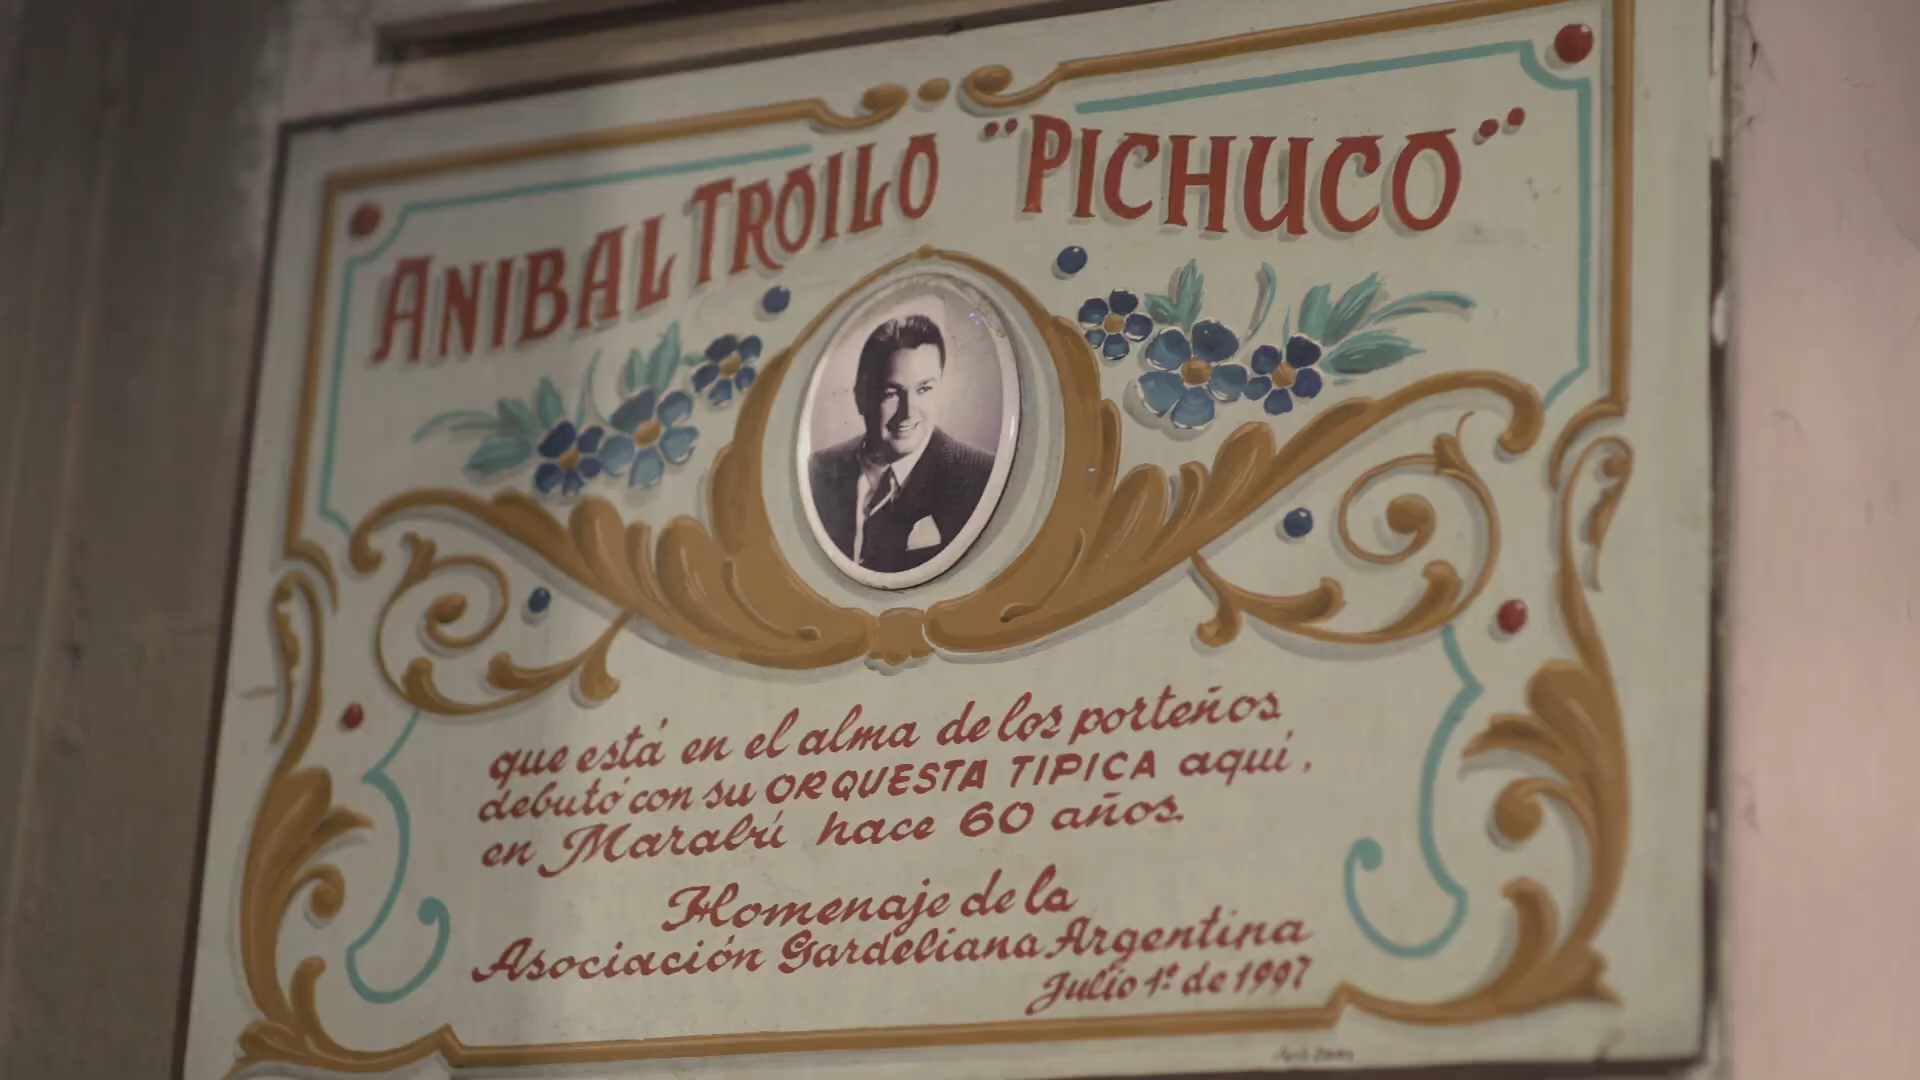 ANIBAL TROILO "PICHUCO"
que está en el alma de los porteños
debutó con su ORQUESTA TIPICA aquí,
en Marabú hace 60 años.
Homenaje de la
Asociación Gardeliana Argentina
Julio 1º de 1997